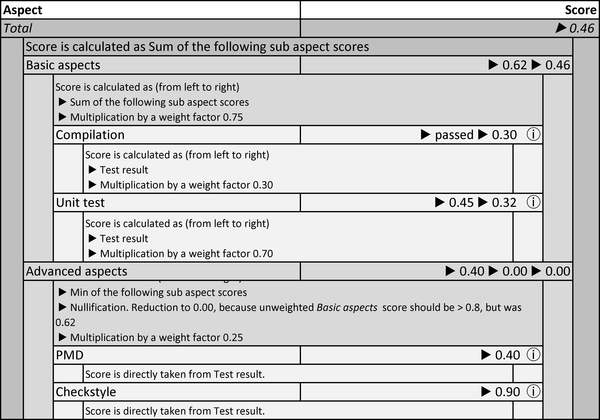 Aspect Score
Total ▶ 0.46
Score is calculated as Sum of the following sub aspect scores
Basic aspects ▶ 0.62 ▶ 0.46
Score is calculated as (from left to right)
▶ Sum of the following sub aspect scores
▶ Multiplication by a weight factor 0.75
Compilation ▶ passed ▶ 0.30 ⓘ
Score is calculated as (from left to right)
▶ Test result
▶ Multiplication by a weight factor 0.30
Unit test ▶ 0.45 ▶ 0.32 ⓘ
Score is calculated as (from left to right)
▶ Test result
▶ Multiplication by a weight factor 0.70
Advanced aspects ▶ 0.40 ▶ 0.00 ▶ 0.00
▶ Min of the following sub aspect scores
▶ Nullification. Reduction to 0.00, because unweighted Basic aspects score should be > 0.8, but was
0.62
▶ Multiplication by a weight factor 0.25
PMD ▶ 0.40 ⓘ
Score is directly taken from Test result.
Checkstyle ▶ 0.90 ⓘ
Score is directly taken from Test result.